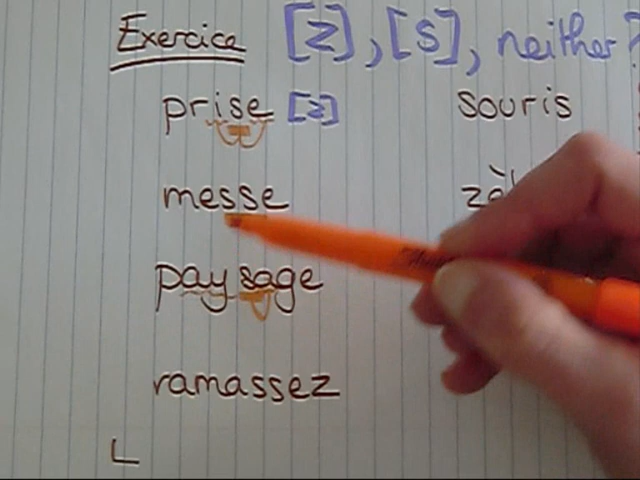 Exercice [z], [s], neither?
prise [z] souris
messe
paysage
ramassez